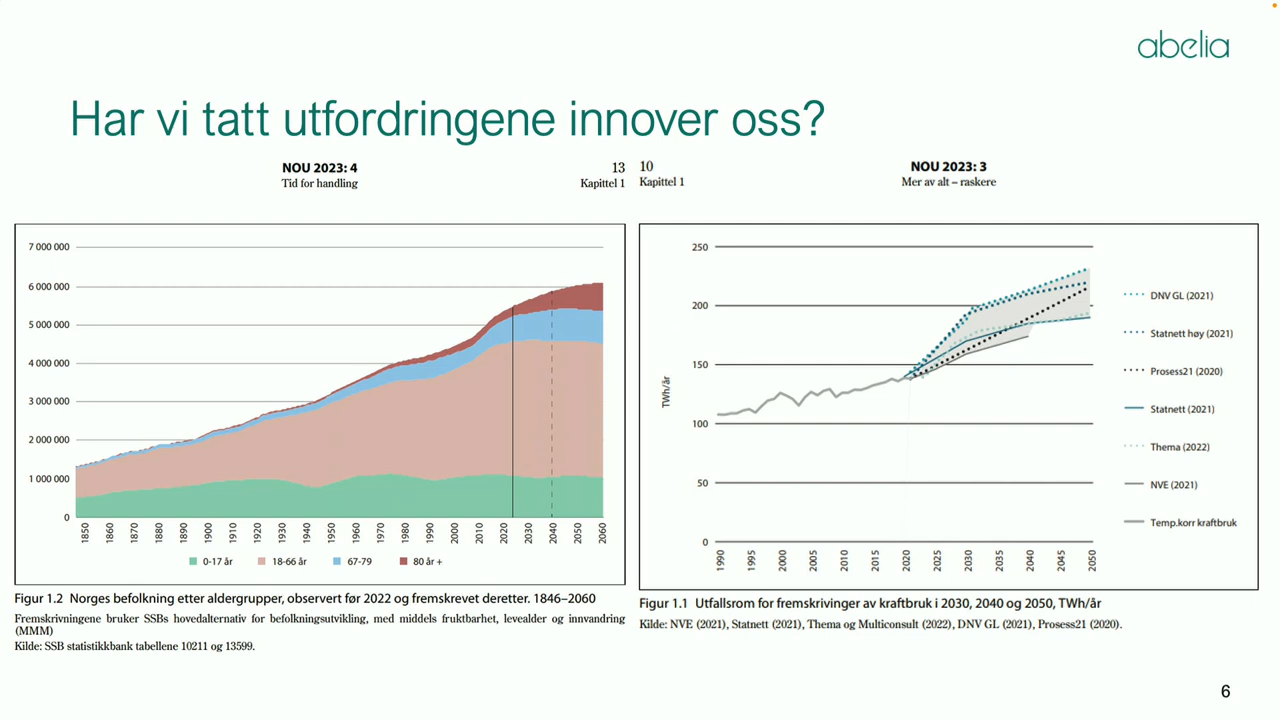 abelia
Har vi tatt utfordringene innover oss?
NOU 2023: 4
Tid for handling
13
Kapittel 1
7 000 000
6 000 000
5 000 000
4 000 000
3 000 000
2 000 000
1 000 000
0
1850
1860
1870
1880
1890
1900
1910
1920
1930
1940
1950
1960
1970
1980
1990
2000
2010
2020
2030
2040
2050
2060
0-17 år
18-66 år
67-79
80 år +
Figur 1.2 Norges befolkning etter aldergrupper, observert før 2022 og fremskrevet deretter. 1846–2060
Fremskrivningene bruker SSBs hovedalternativ for befolkningsutvikling, med middels fruktbarhet, levealder og innvandring
(MMM)
Kilde: SSB statistikkbank tabellene 10211 og 13599.
10
Kapittel 1
NOU 2023: 3
Mer av alt – raskere
TWh/år
250
200
150
100
50
0
1990
1995
2000
2005
2010
2015
2020
2025
2030
2035
2040
2045
2050
DNV GL (2021)
Statnett høy (2021)
Prosess21 (2020)
Statnett (2021)
Thema (2022)
NVE (2021)
Temp.korr kraftbruk
Figur 1.1 Utfallsrom for fremskrivinger av kraftbruk i 2030, 2040 og 2050, TWh/år
Kilde: NVE (2021), Statnett (2021), Thema og Multiconsult (2022), DNV GL (2021), Prosess21 (2020).
6